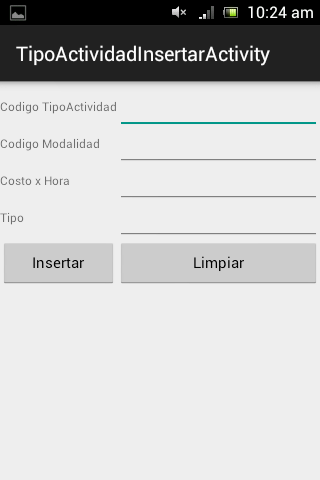 10:24 am
TipoActividadInsertarActivity
Codigo TipoActividad
Codigo Modalidad
Costo x Hora
Tipo
Insertar Limpiar